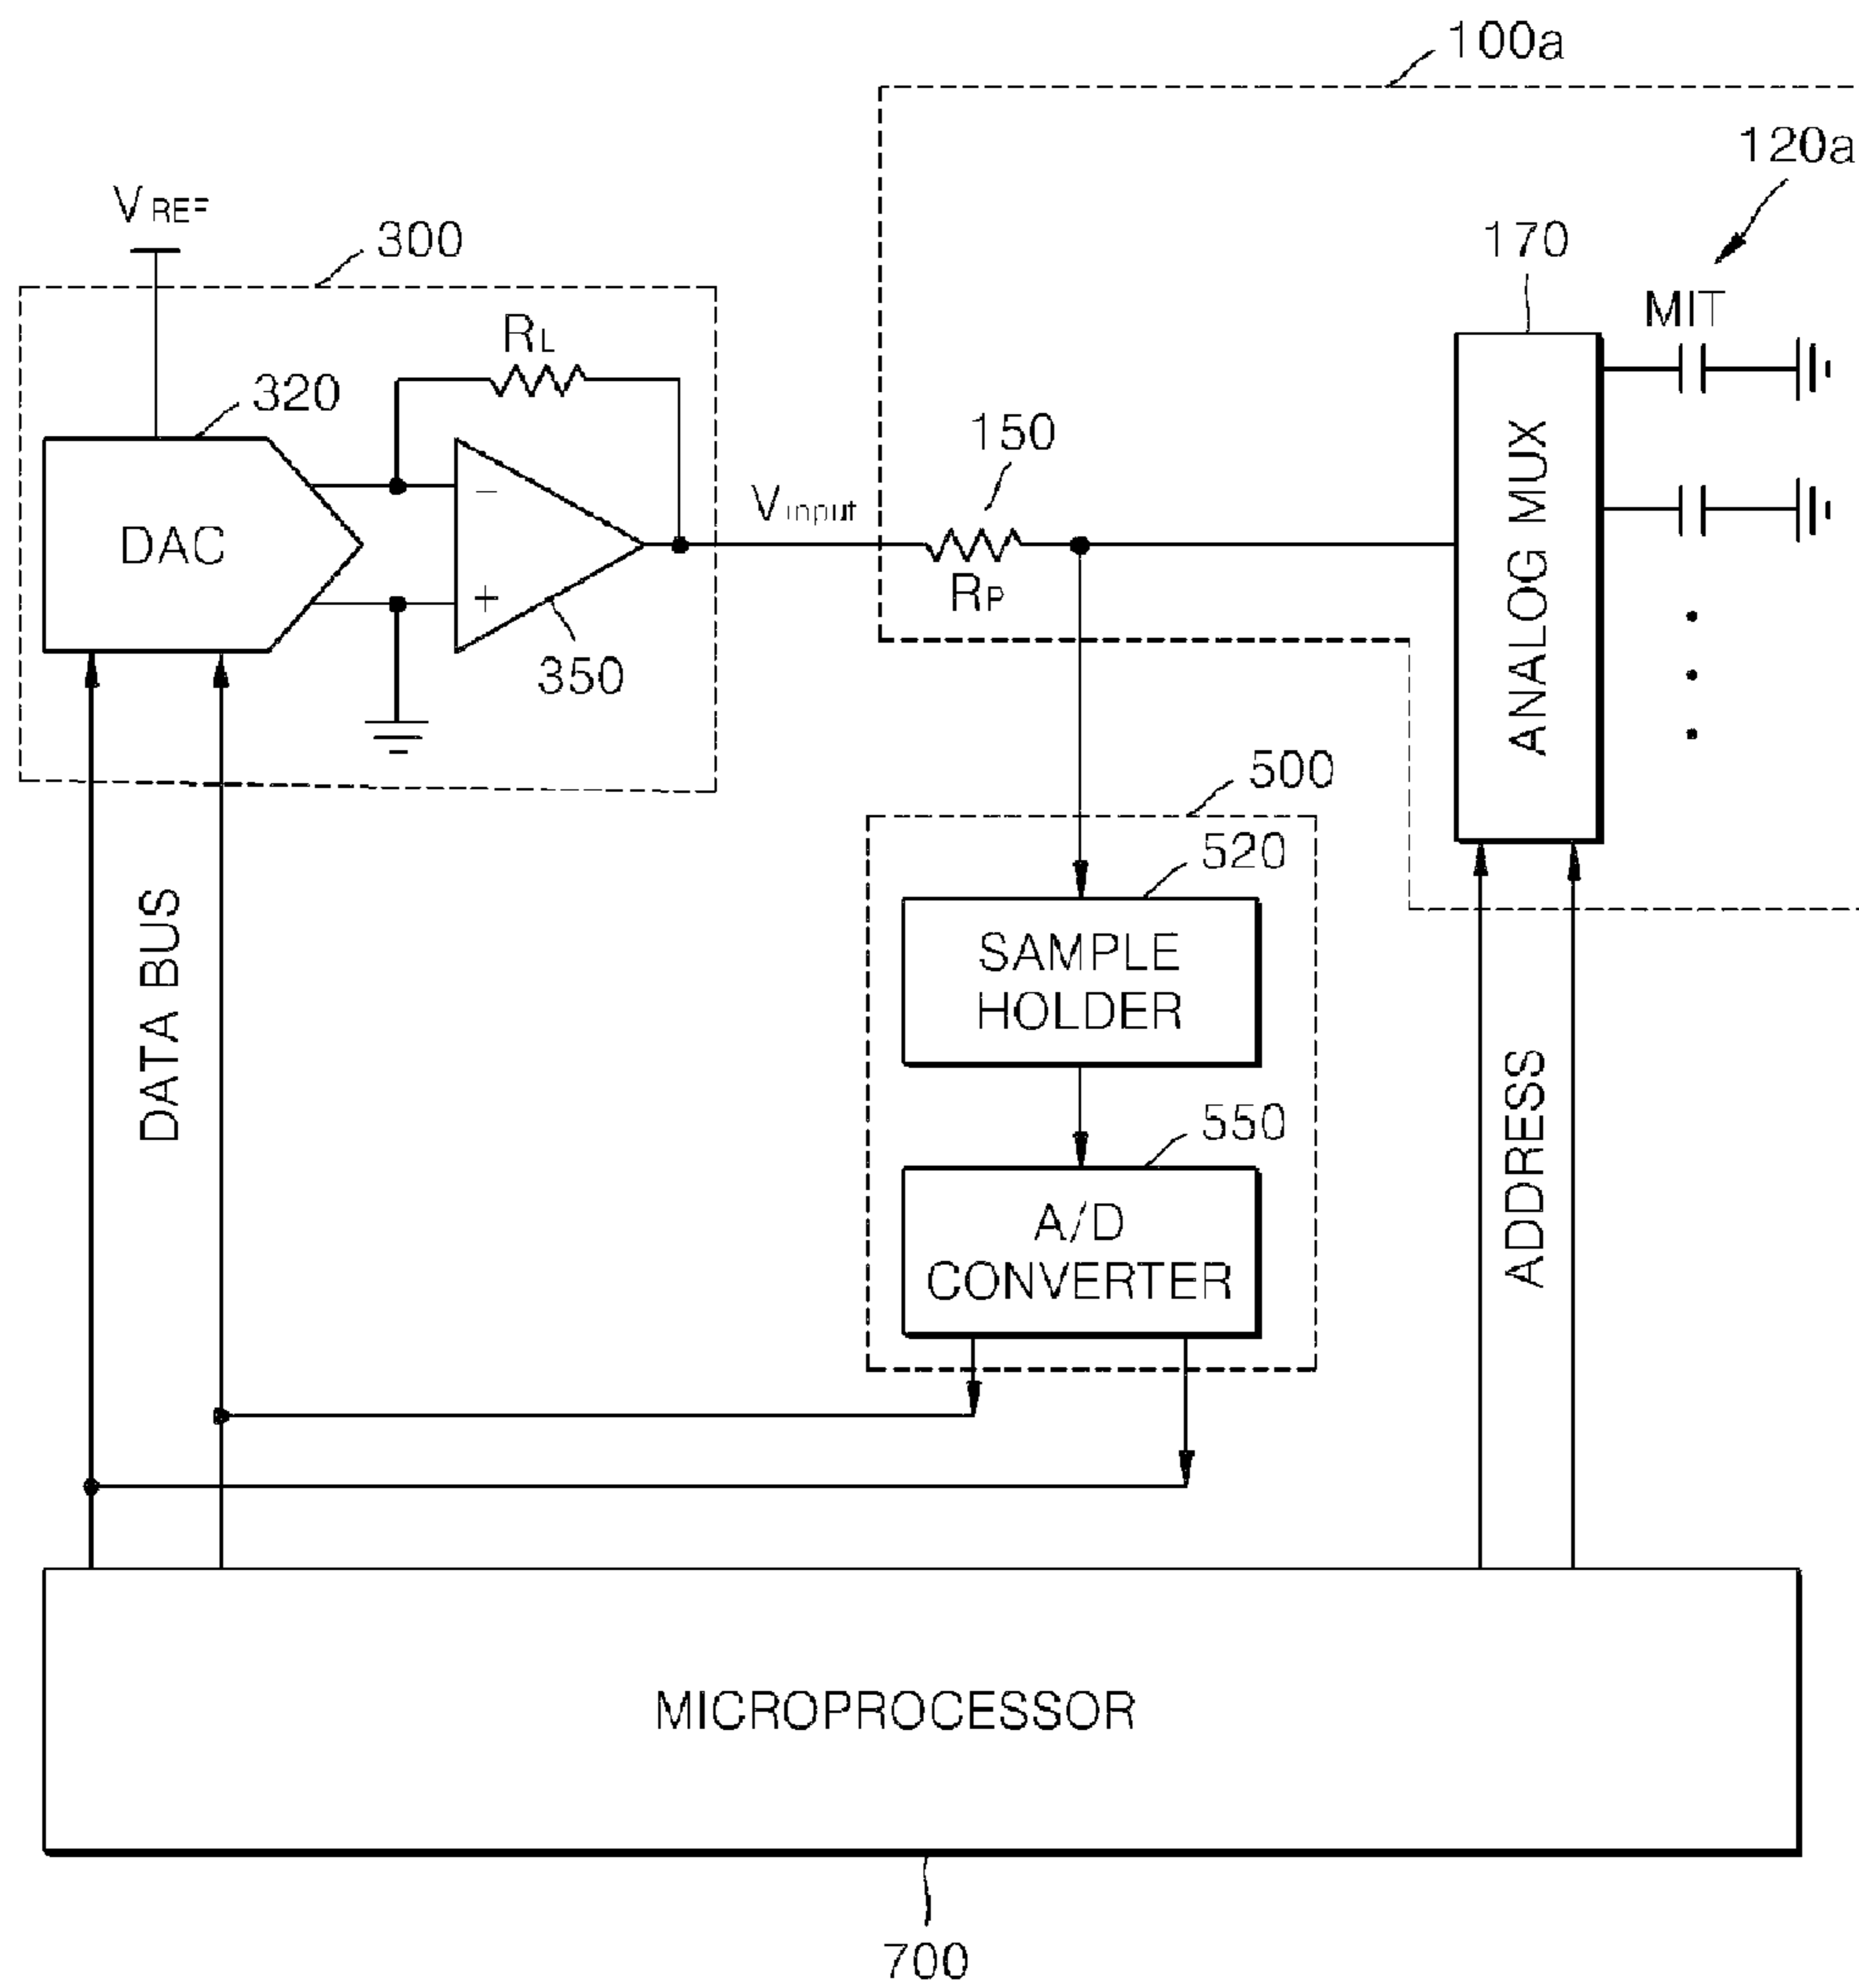 100a
120a
VREF
300
170
MIT
RL
320
150
Vinput
DAC
−
+
RP
350
ANALOG MUX
500
520
SAMPLE
HOLDER
DATA BUS
550
A/D
CONVERTER
ADDRESS
MICROPROCESSOR
700